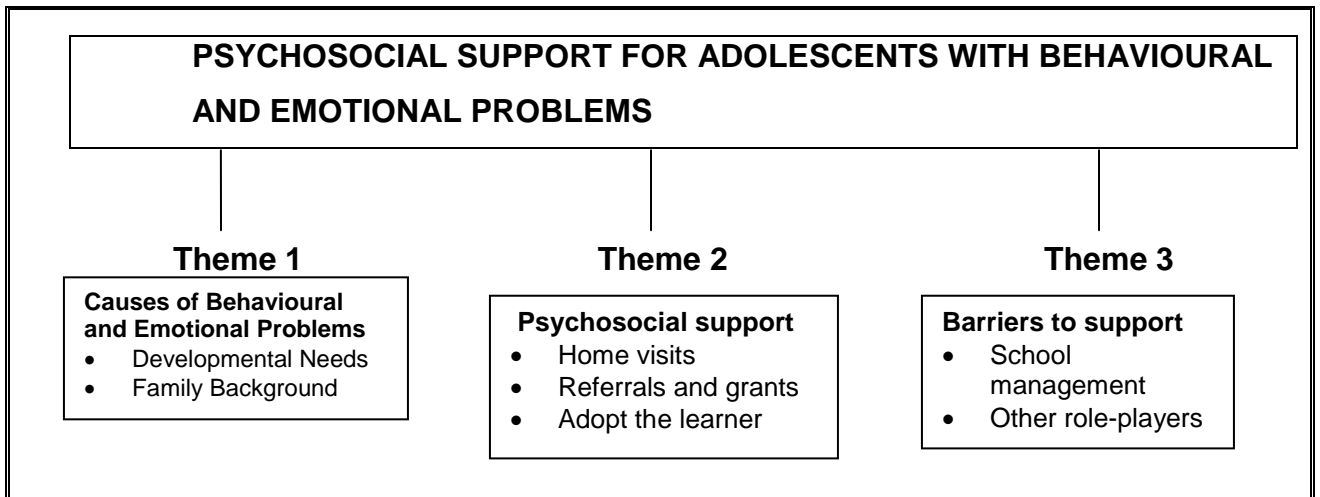 PSYCHOSOCIAL SUPPORT FOR ADOLESCENTS WITH BEHAVIOURAL
AND EMOTIONAL PROBLEMS
Theme 1
Causes of Behavioural
and Emotional Problems
• Developmental Needs
• Family Background
Theme 2
Psychosocial support
• Home visits
• Referrals and grants
• Adopt the learner
Theme 3
Barriers to support
• School
management
• Other role-players